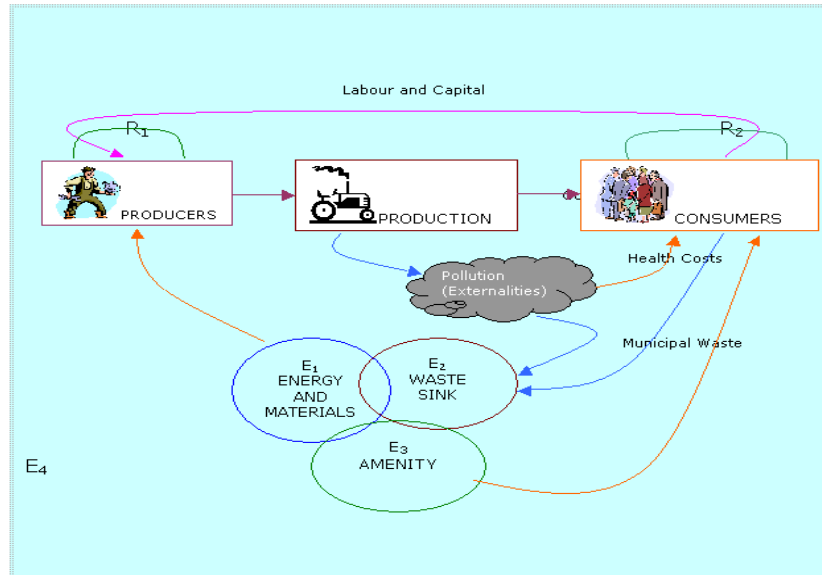 Labour and Capital
R1
R2
PRODUCERS
PRODUCTION
CONSUMERS
Pollution
(Externalities)
Health Costs
Municipal Waste
E1
ENERGY
AND
MATERIALS
E2
WASTE
SINK
E3
AMENITY
E4